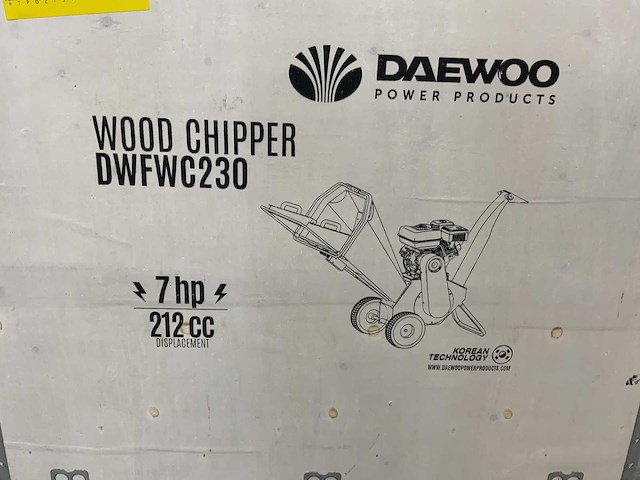 DAEWOO
POWER PRODUCTS
WOOD CHIPPER
DWFWC230
7 hp
212 cc
DISPLACEMENT
KOREAN
TECHNOLOGY
WWW.DAEWOOPOWERPRODUCTS.COM